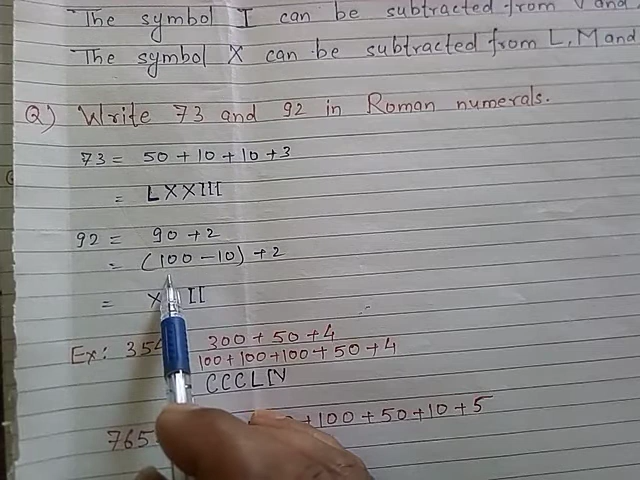 The symbol I can be subtracted from V and
The symbol X can be subtracted from L, M and
Q) Write 73 and 92 in Roman numerals.
73 = 50 + 10 + 10 + 3
= LXXIII
92 = 90 + 2
= (100 - 10) + 2
= X II
Ex: 354 300 + 50 + 4
100 + 100 + 100 + 50 + 4
CCCLIV
765 + 100 + 50 + 10 + 5